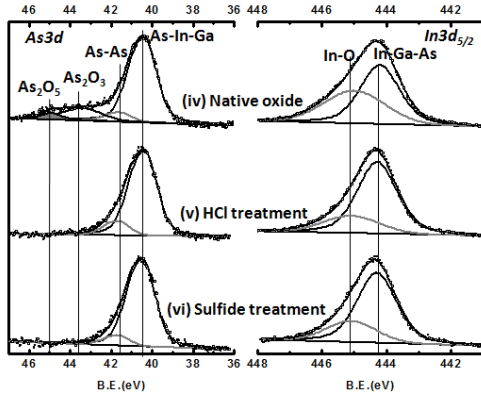 46 44 42 40 38 36 448 446 444 442
As3d In3d5/2
As-As As-In-Ga
As2O5 As2O3
In-O In-Ga-As
(iv) Native oxide
(v) HCl treatment
(vi) Sulfide treatment
46 44 42 40 38 36 448 446 444 442
B.E.(eV) B.E.(eV)